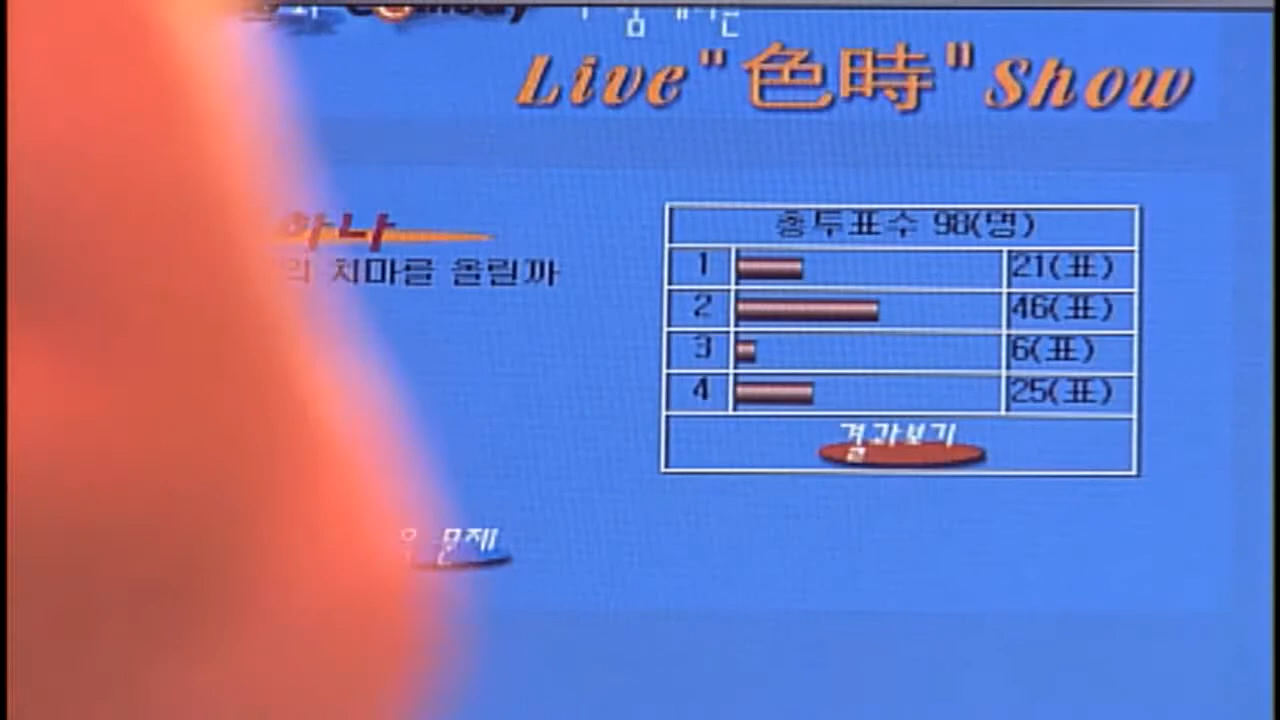 Live "色時" Show
하나
의 치마를 올릴까
총투표수 98(명)
1 21(표)
2 46(표)
3 6(표)
4 25(표)
결과보기
문제